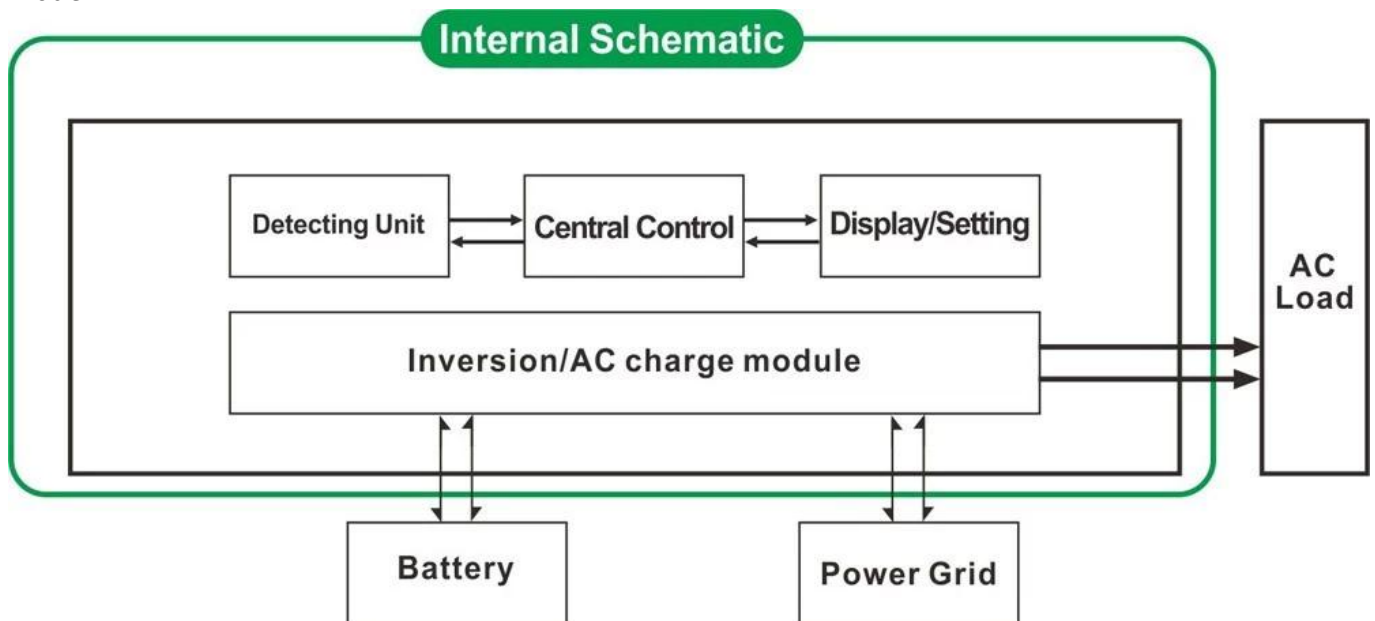 Internal Schematic
Detecting Unit
Central Control
Display/Setting
AC
Load
Inversion/AC charge module
Battery
Power Grid